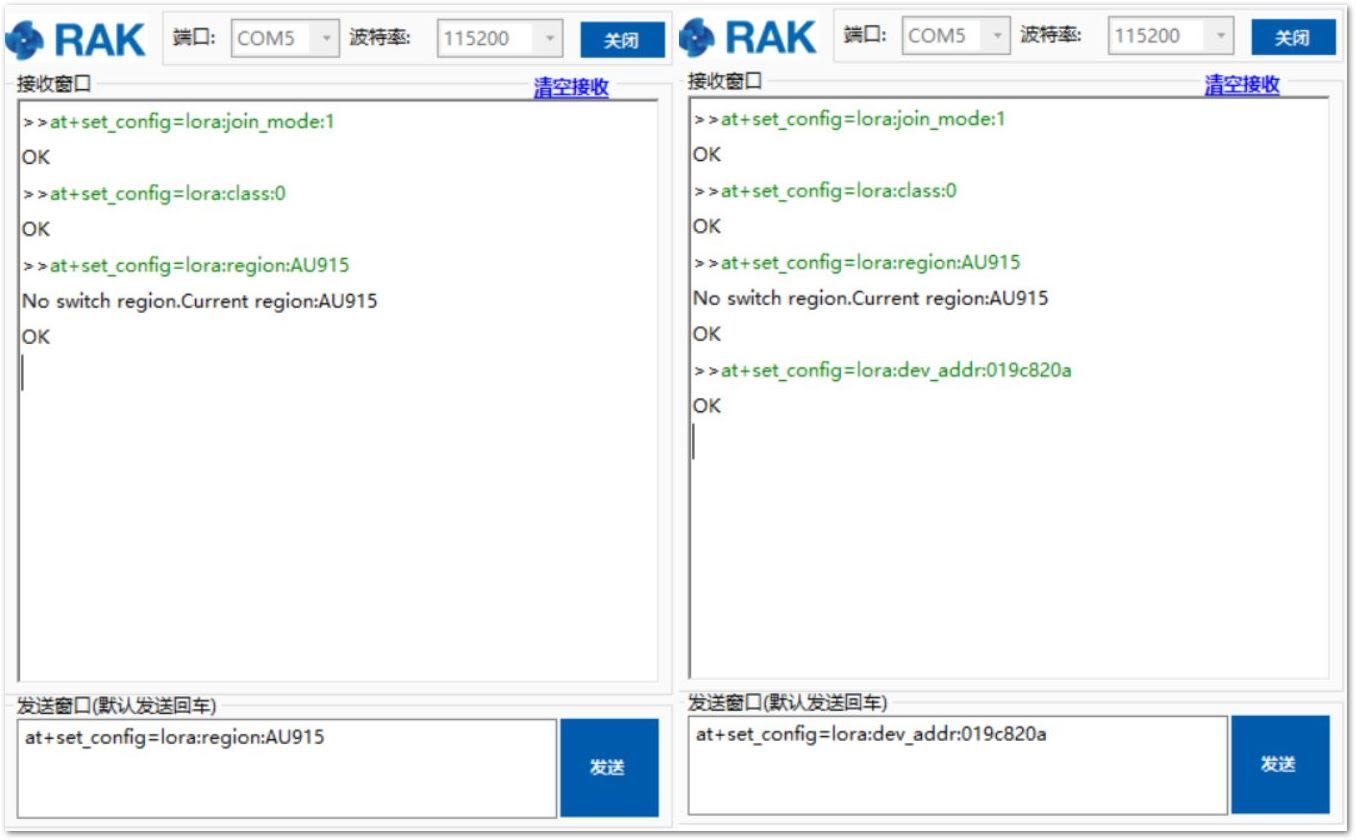 RAK 端口: COM5 波特率: 115200 关闭
接收窗口 清空接收
>>at+set_config=lora:join_mode:1
OK
>>at+set_config=lora:class:0
OK
>>at+set_config=lora:region:AU915
No switch region.Current region:AU915
OK
发送窗口(默认发送回车)
at+set_config=lora:region:AU915
发送
RAK 端口: COM5 波特率: 115200 关闭
接收窗口 清空接收
>>at+set_config=lora:join_mode:1
OK
>>at+set_config=lora:class:0
OK
>>at+set_config=lora:region:AU915
No switch region.Current region:AU915
OK
>>at+set_config=lora:dev_addr:019c820a
OK
发送窗口(默认发送回车)
at+set_config=lora:dev_addr:019c820a
发送